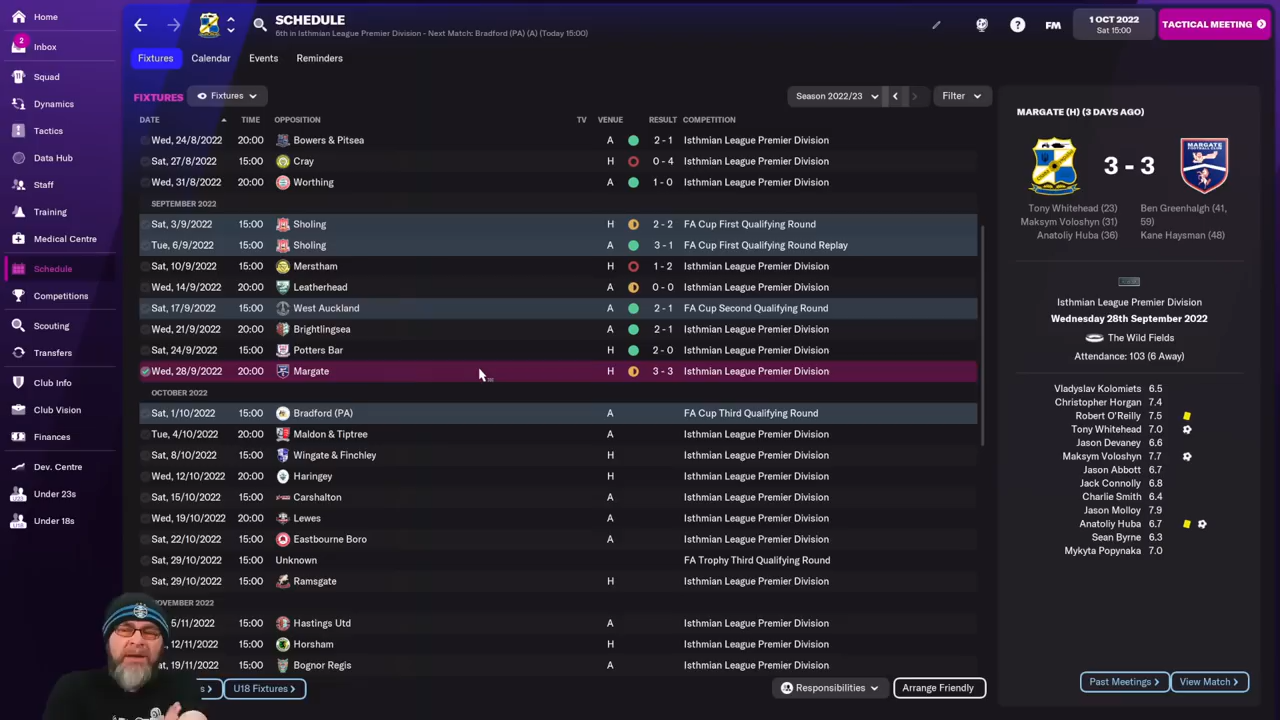 Home
2
Inbox
Squad
Dynamics
Tactics
Data Hub
Staff
Training
Medical Centre
Schedule
Competitions
Scouting
Transfers
Club Info
Club Vision
Finances
Dev. Centre
Under 23s
Under 18s
SCHEDULE
6th in Isthmian League Premier Division - Next Match: Bradford (PA) (A) (Today 15:00)
FM
1 OCT 2022
Sat 15:00
TACTICAL MEETING
Fixtures Calendar Events Reminders
FIXTURES Fixtures Season 2022/23 Filter
DATE TIME OPPOSITION TV VENUE RESULT COMPETITION
Wed, 24/8/2022 20:00 Bowers & Pitsea A 2 - 1 Isthmian League Premier Division
Sat, 27/8/2022 15:00 Cray H 0 - 4 Isthmian League Premier Division
Wed, 31/8/2022 20:00 Worthing A 1 - 0 Isthmian League Premier Division
SEPTEMBER 2022
Sat, 3/9/2022 15:00 Sholing H 2 - 2 FA Cup First Qualifying Round
Tue, 6/9/2022 15:00 Sholing A 3 - 1 FA Cup First Qualifying Round Replay
Sat, 10/9/2022 15:00 Merstham H 1 - 2 Isthmian League Premier Division
Wed, 14/9/2022 20:00 Leatherhead A 0 - 0 Isthmian League Premier Division
Sat, 17/9/2022 15:00 West Auckland A 2 - 1 FA Cup Second Qualifying Round
Wed, 21/9/2022 20:00 Brightlingsea A 2 - 1 Isthmian League Premier Division
Sat, 24/9/2022 15:00 Potters Bar H 2 - 0 Isthmian League Premier Division
Wed, 28/9/2022 20:00 Margate H 3 - 3 Isthmian League Premier Division
OCTOBER 2022
Sat, 1/10/2022 15:00 Bradford (PA) A FA Cup Third Qualifying Round
Tue, 4/10/2022 20:00 Maldon & Tiptree A Isthmian League Premier Division
Sat, 8/10/2022 15:00 Wingate & Finchley H Isthmian League Premier Division
Wed, 12/10/2022 20:00 Haringey H Isthmian League Premier Division
Sat, 15/10/2022 15:00 Carshalton A Isthmian League Premier Division
Wed, 19/10/2022 20:00 Lewes A Isthmian League Premier Division
Sat, 22/10/2022 15:00 Eastbourne Boro A Isthmian League Premier Division
Sat, 29/10/2022 15:00 Unknown FA Trophy Third Qualifying Round
Sat, 29/10/2022 15:00 Ramsgate H Isthmian League Premier Division
NOVEMBER 2022
5/11/2022 15:00 Hastings Utd A Isthmian League Premier Division
12/11/2022 15:00 Horsham H Isthmian League Premier Division
19/11/2022 15:00 Bognor Regis A Isthmian League Premier Division
U18 Fixtures Responsibilities Arrange Friendly
MARGATE (H) (3 DAYS AGO)
3 - 3
MARGATE
Tony Whitehead (23) Ben Greenhalgh (41,
Maksym Voloshyn (31) 59)
Anatoliy Huba (36) Kane Haysman (48)
Isthmian League Premier Division
Wednesday 28th September 2022
The Wild Fields
Attendance: 103 (6 Away)
Vladyslav Kolomiets 6.5
Christopher Horgan 7.4
Robert O'Reilly 7.5
Tony Whitehead 7.0
Jason Devaney 6.6
Maksym Voloshyn 7.7
Jason Abbott 6.7
Jack Connolly 6.8
Charlie Smith 6.4
Jason Molloy 7.9
Anatoliy Huba 6.7
Sean Byrne 6.3
Mykyta Popynaka 7.0
Past Meetings View Match